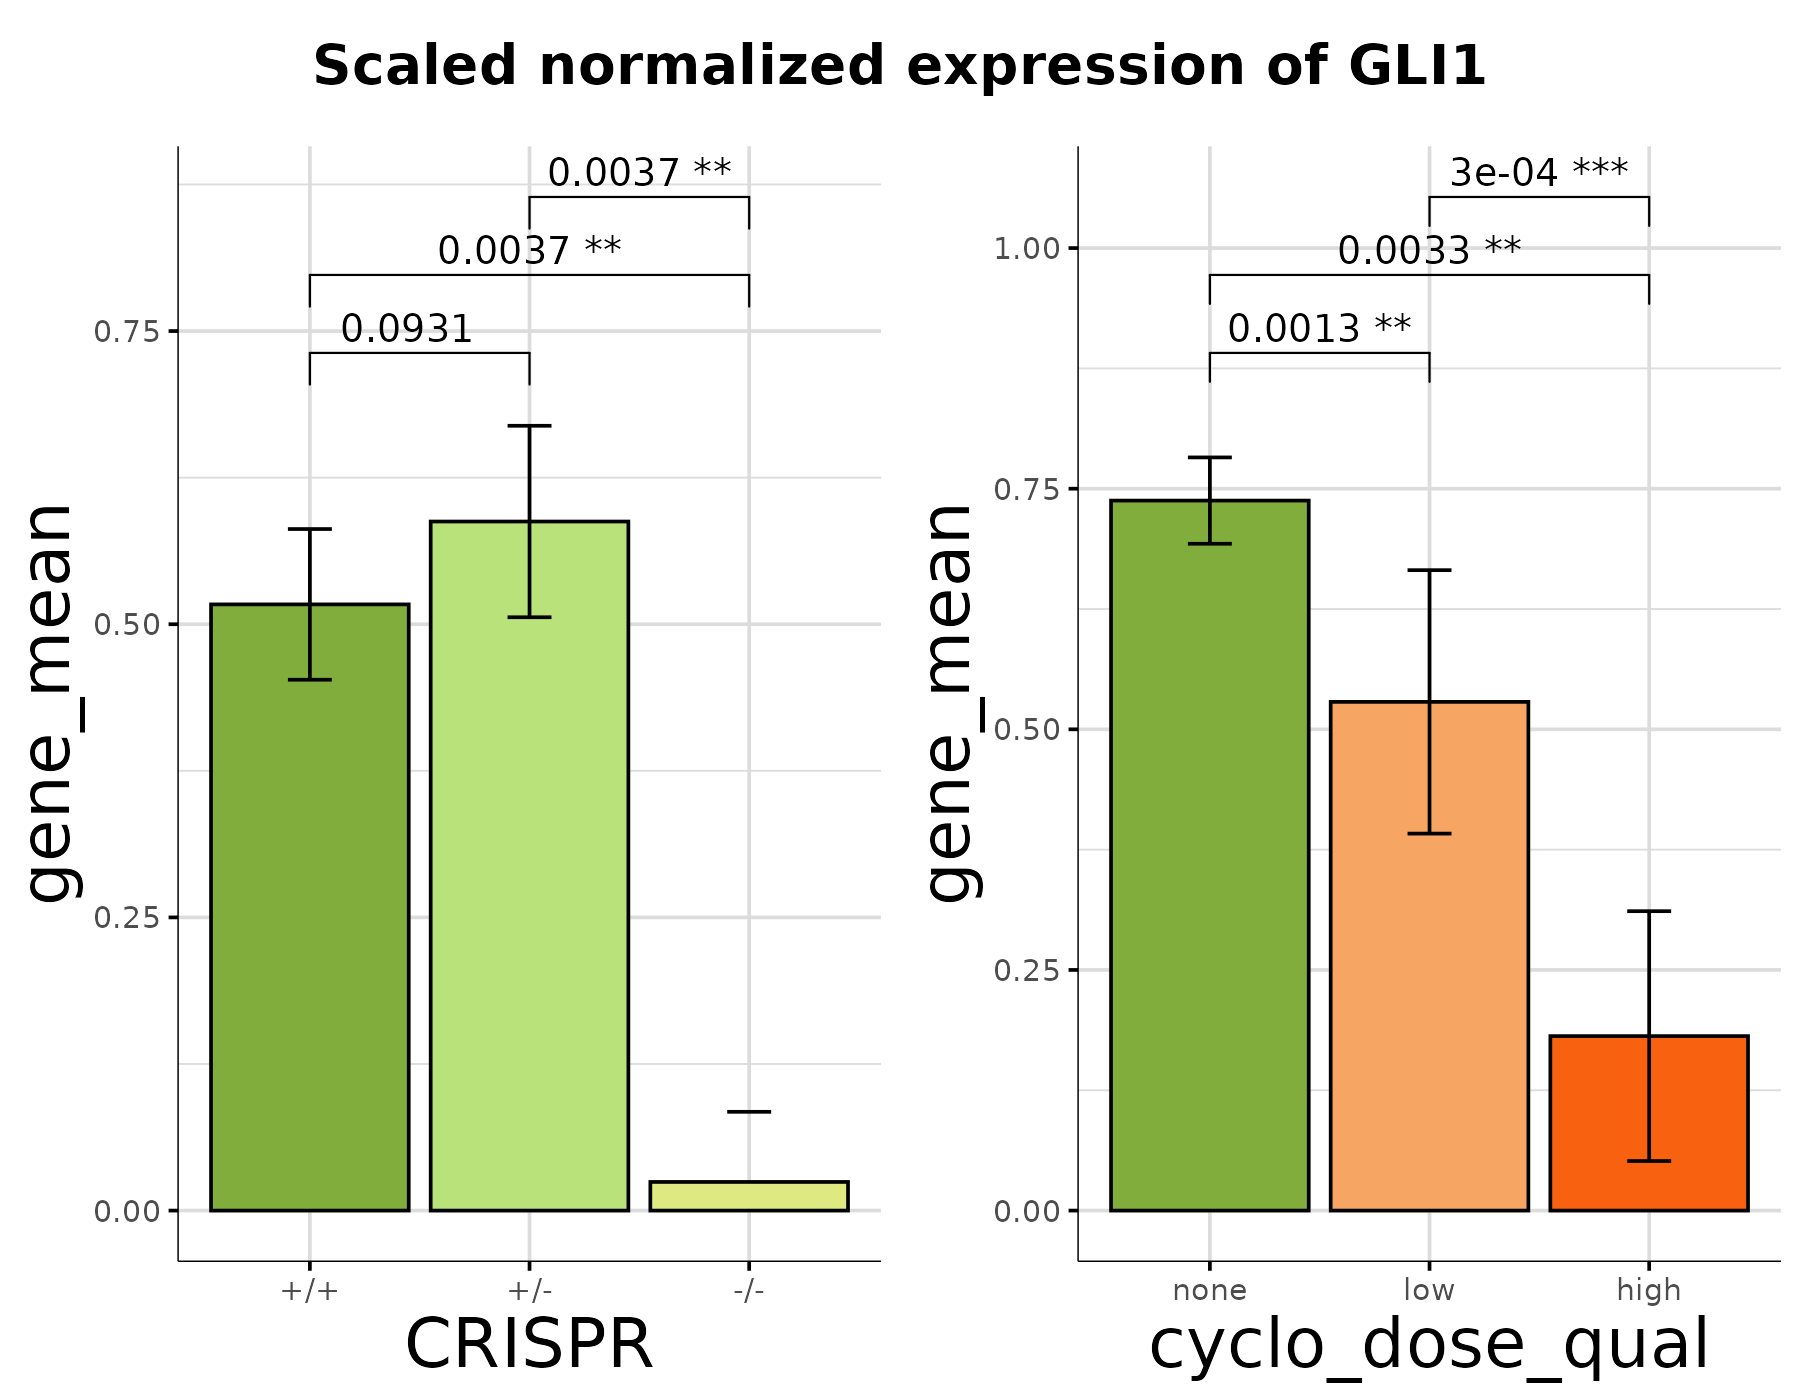 Scaled normalized expression of GLI1
gene_mean
0.75
0.50
0.25
0.00
0.0037 **
0.0037 **
0.0931
+/+ +/- -/-
CRISPR
gene_mean
1.00
0.75
0.50
0.25
0.00
3e-04 ***
0.0033 **
0.0013 **
none low high
cyclo_dose_qual